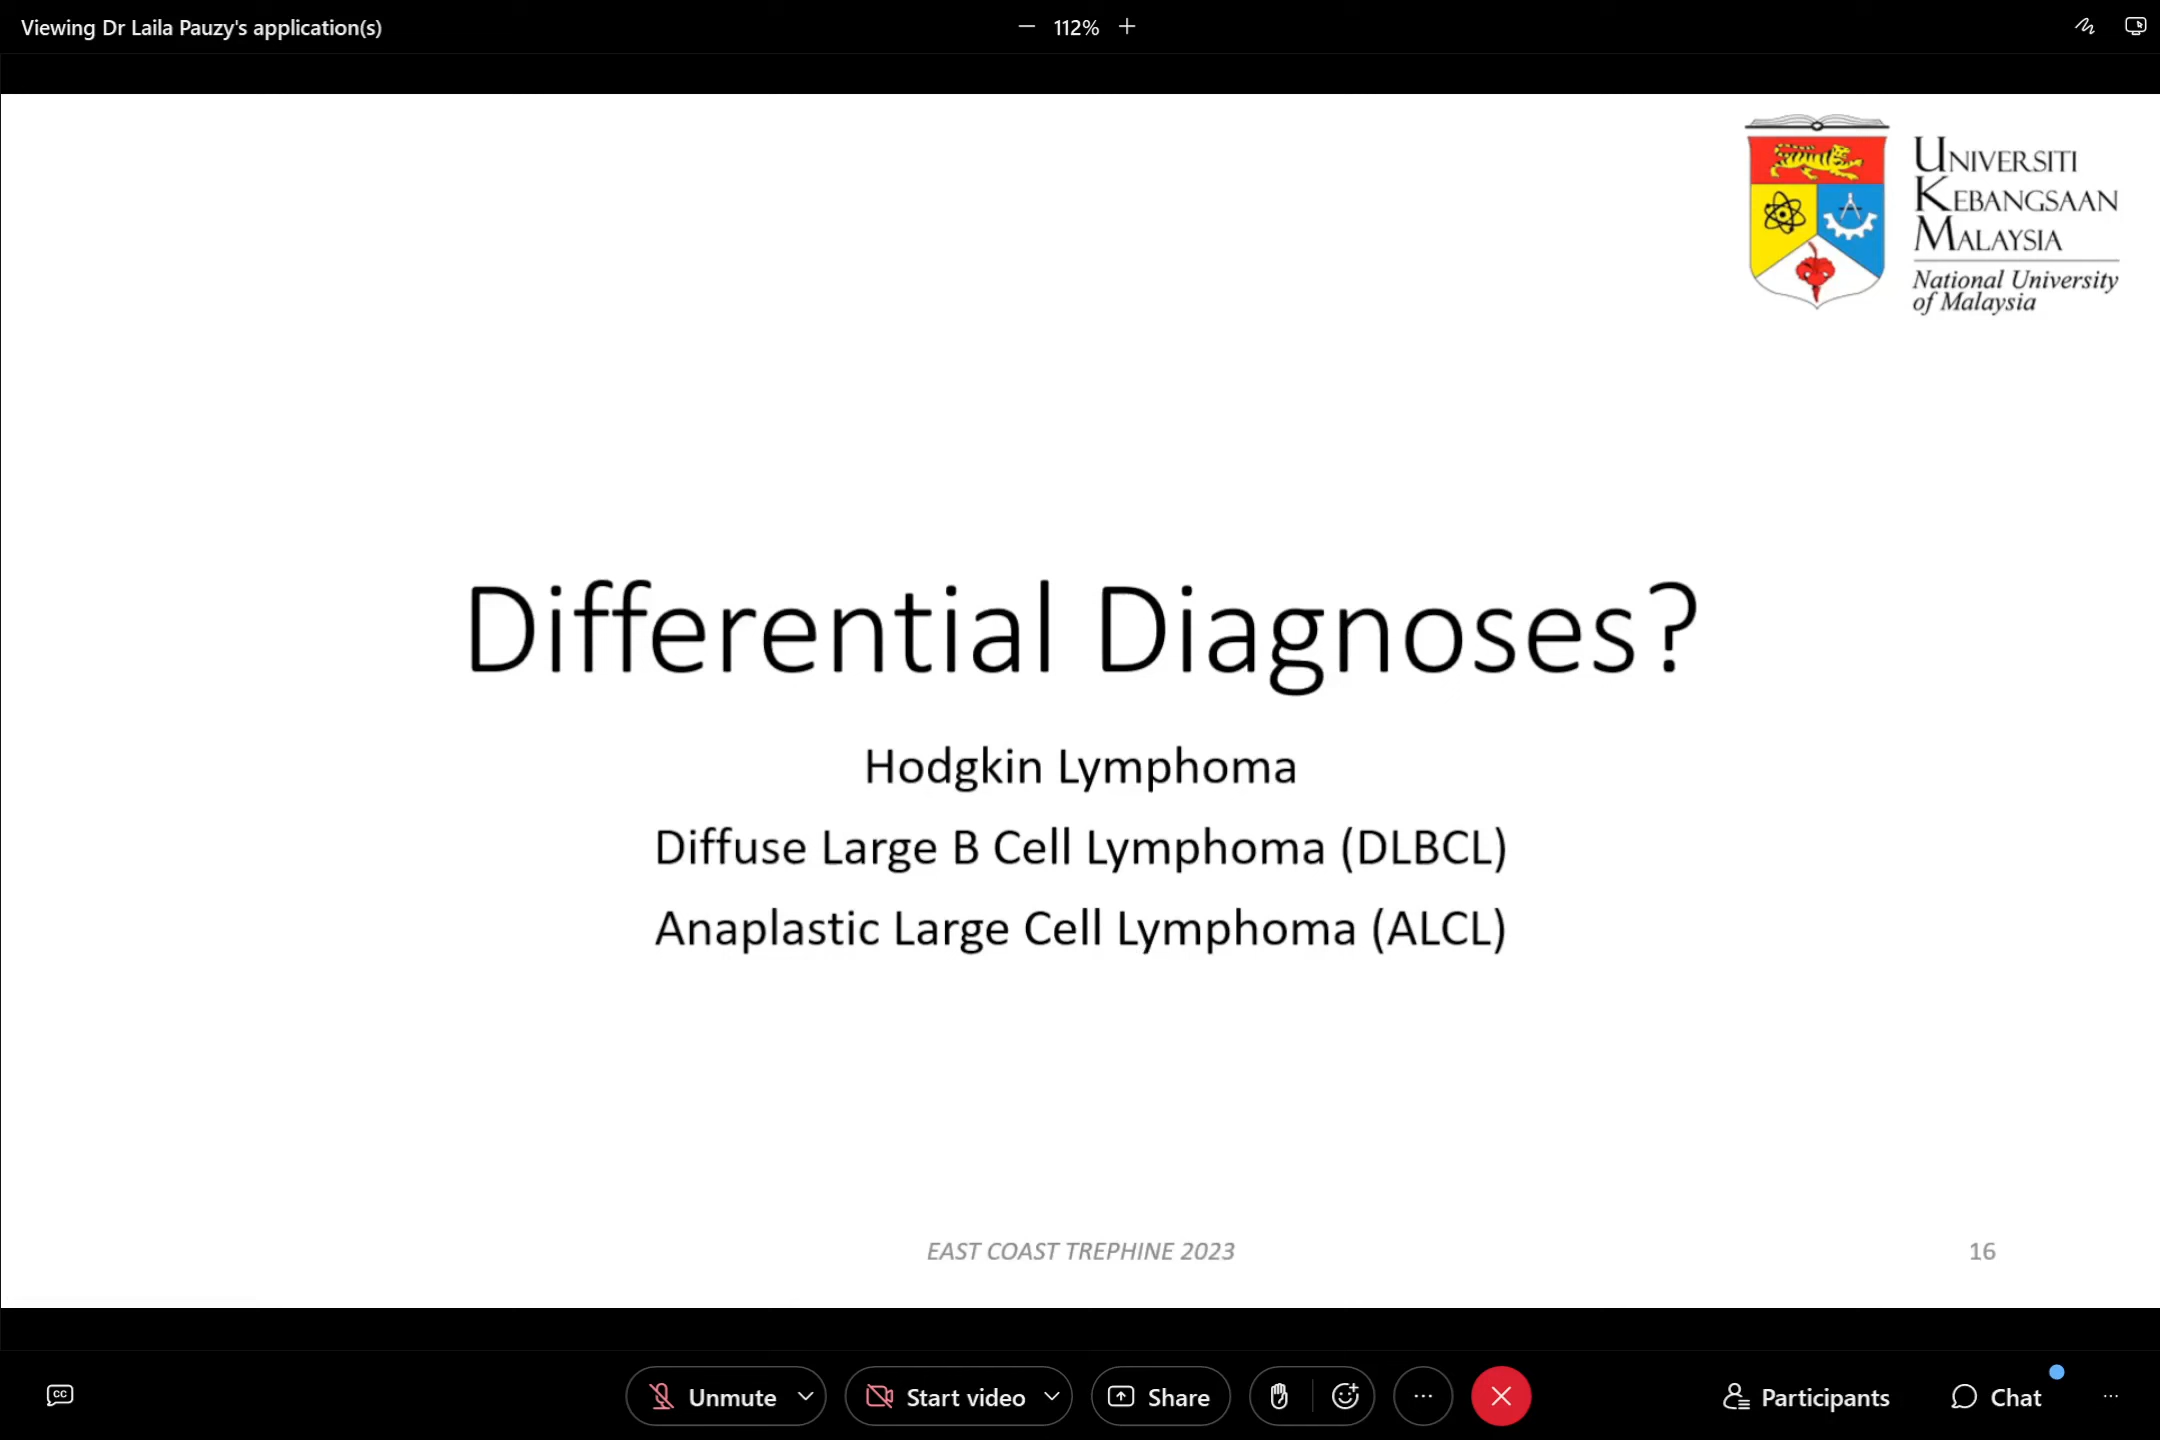 Viewing Dr Laila Pauzy's application(s)
112%
UNIVERSITI
KEBANGSAAN
MALAYSIA
National University
of Malaysia
Differential Diagnoses?
Hodgkin Lymphoma
Diffuse Large B Cell Lymphoma (DLBCL)
Anaplastic Large Cell Lymphoma (ALCL)
EAST COAST TREPHINE 2023
16
CC
Unmute
Start video
Share
Participants
Chat